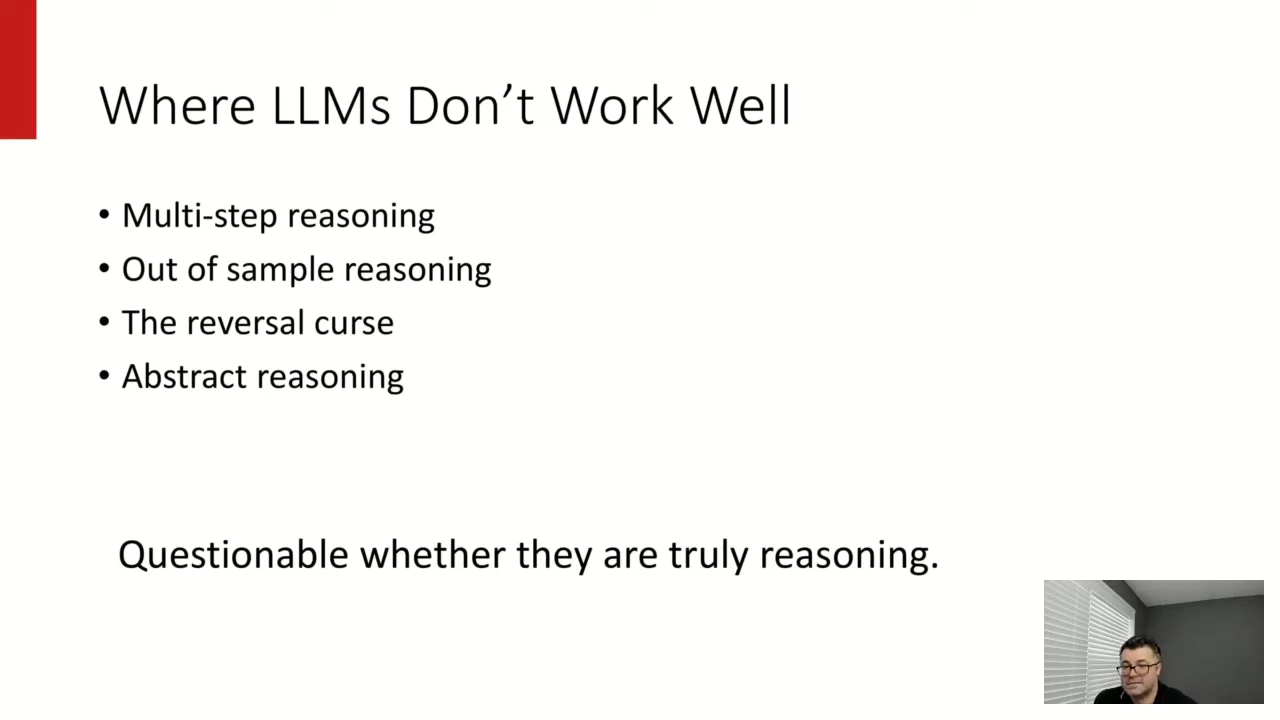 Where LLMs Don’t Work Well
• Multi-step reasoning
• Out of sample reasoning
• The reversal curse
• Abstract reasoning
Questionable whether they are truly reasoning.